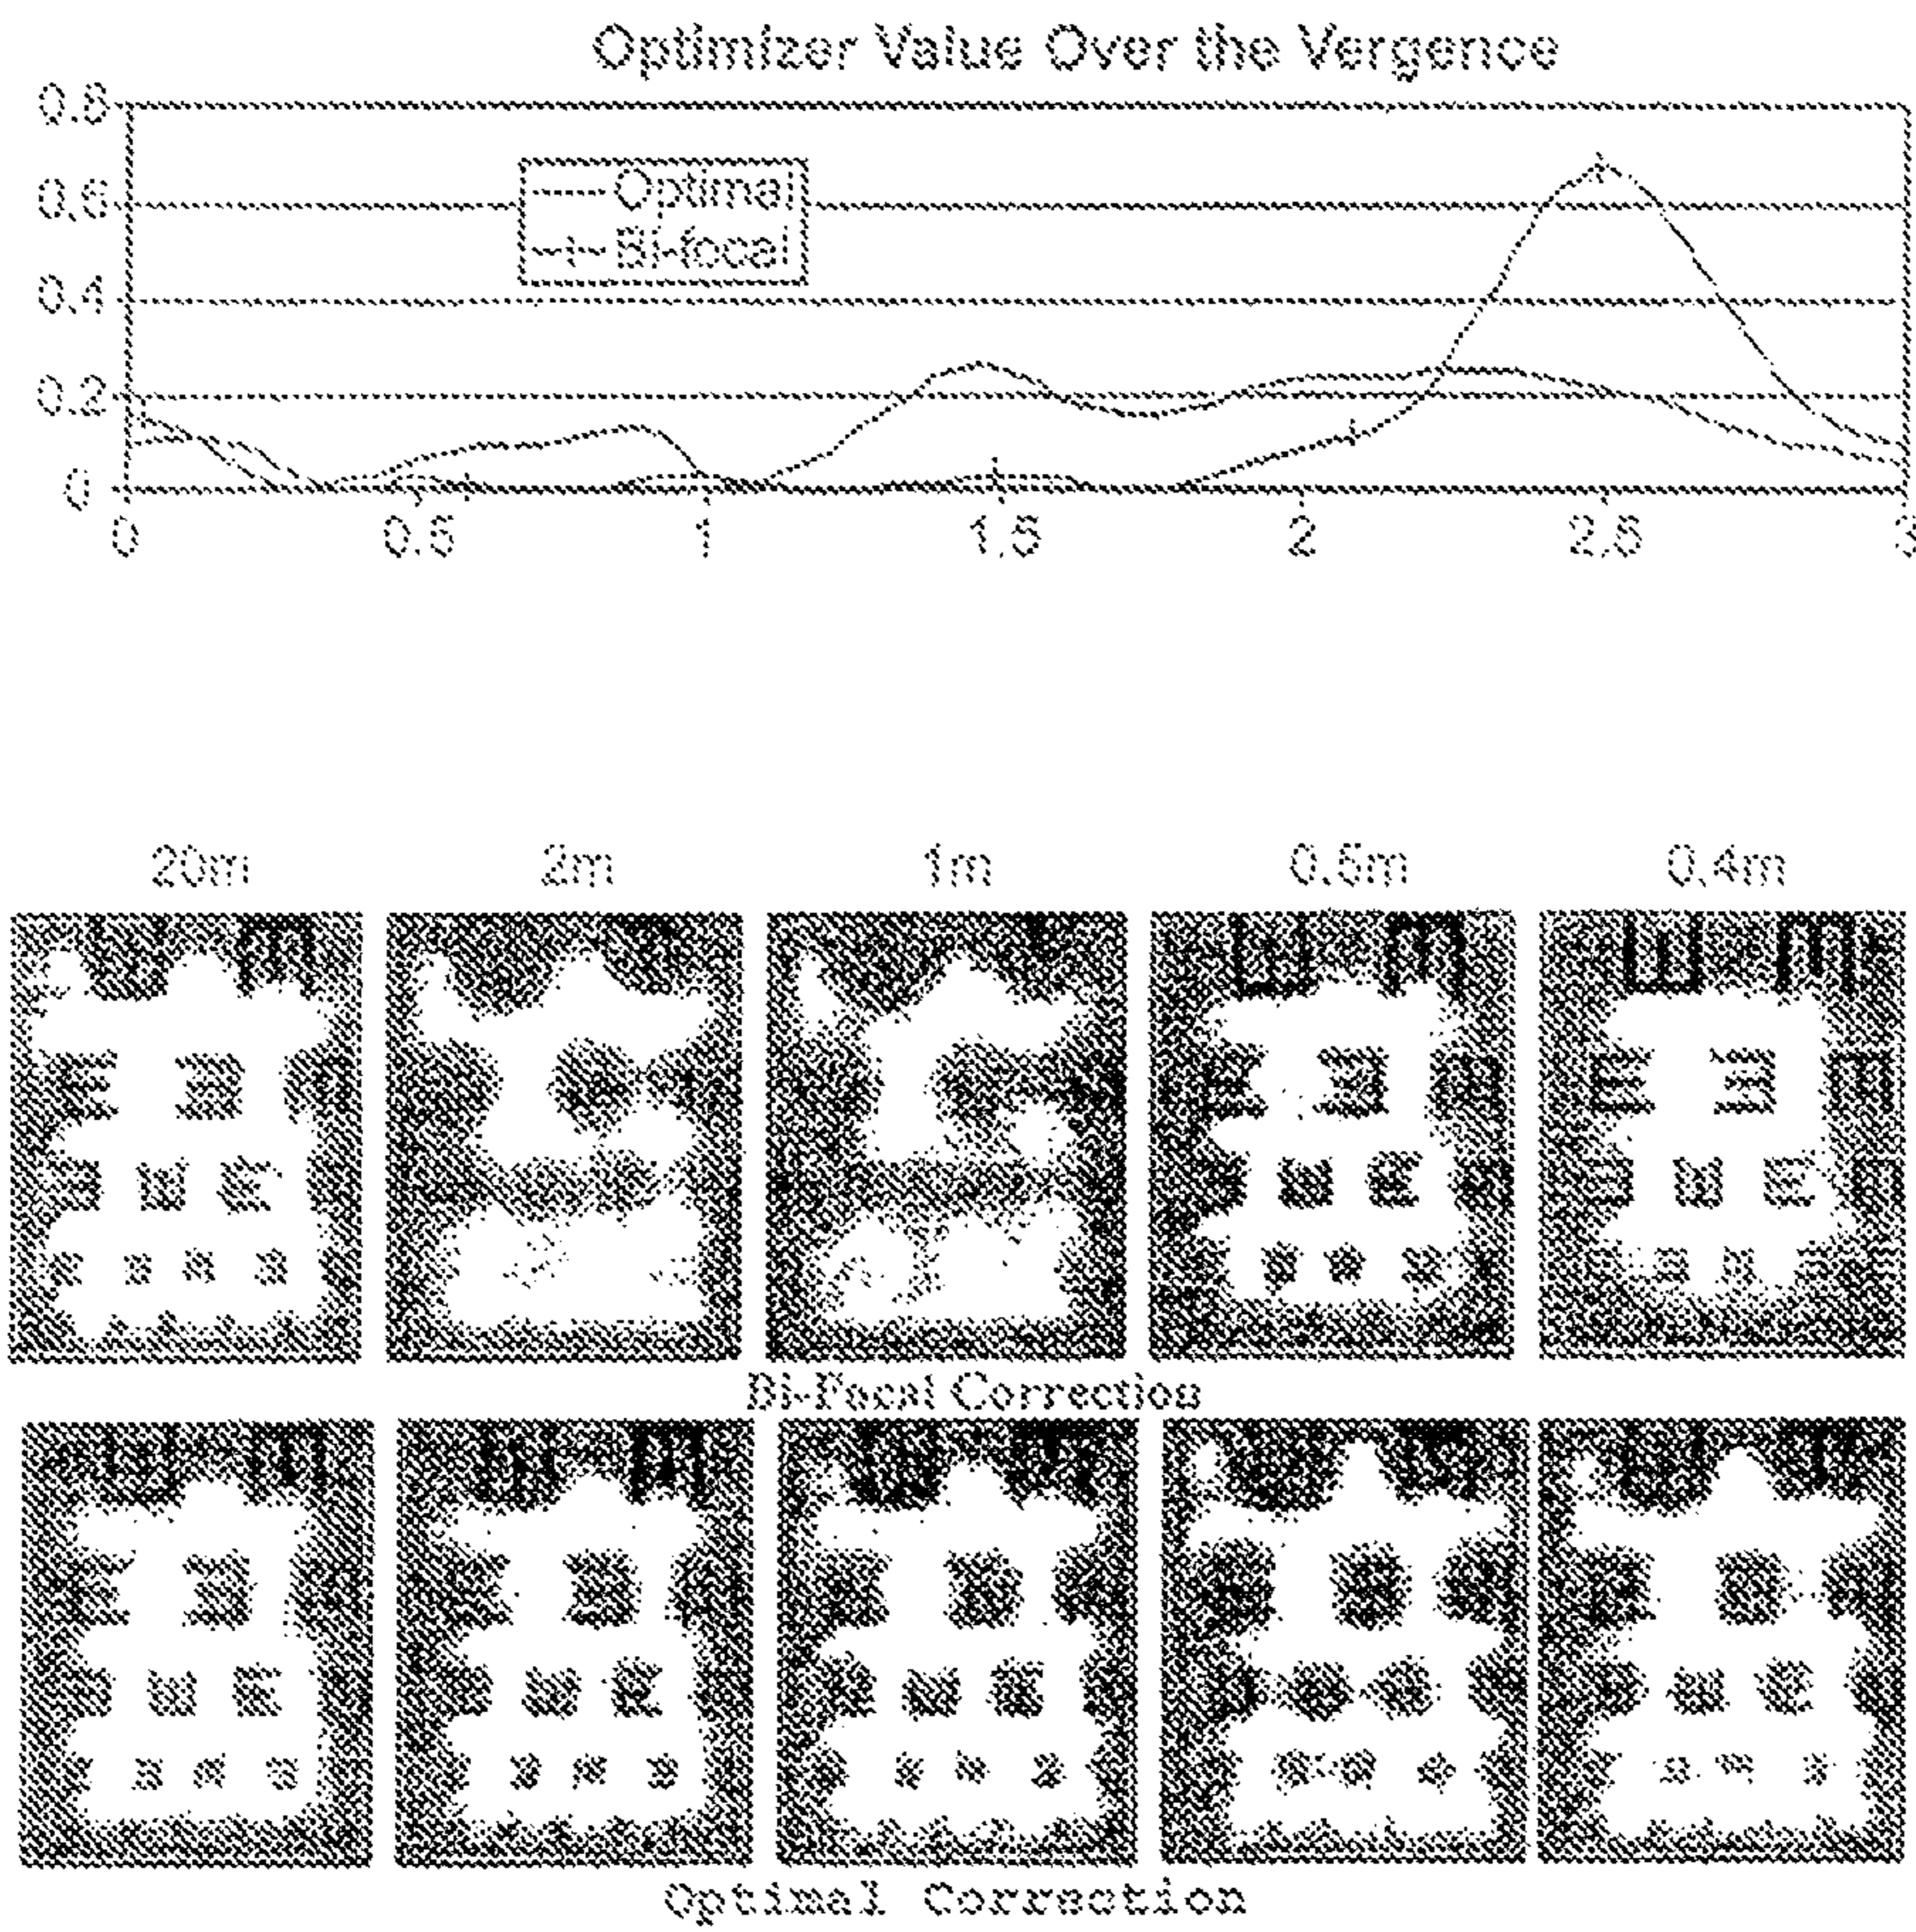 Optimizer Value Over the Vergence
0.8
0.6
0.4
0.2
0
Optimal
Bi-focal
0 0.5 1 1.5 2 2.5 3
20m 2m 1m 0.5m 0.4m
Bi-Focal Correction
Optimal Correction